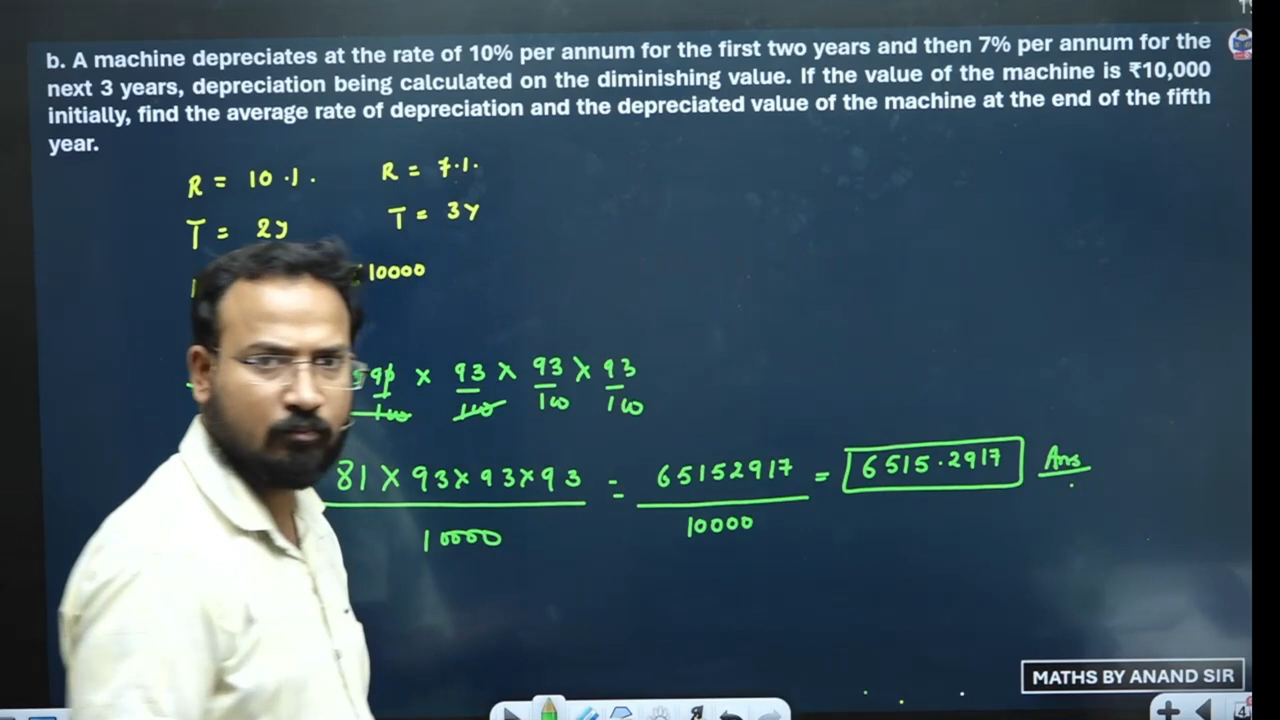 b. A machine depreciates at the rate of 10% per annum for the first two years and then 7% per annum for the
next 3 years, depreciation being calculated on the diminishing value. If the value of the machine is ₹10,000
initially, find the average rate of depreciation and the depreciated value of the machine at the end of the fifth
year.
R = 10 %. R = 7%.
T = 2y T = 3y
10000
90 × 93 × 93 × 93
100 100 100 100
81 × 93 × 93 × 93 = 65152917 = 6515.2917 Ans
10000 10000
MATHS BY ANAND SIR